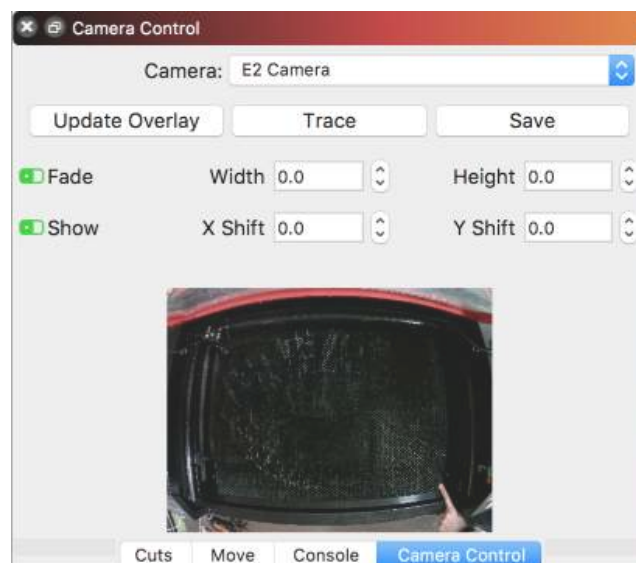 Camera Control
Camera: E2 Camera
Update Overlay Trace Save
Fade Width 0.0 Height 0.0
Show X Shift 0.0 Y Shift 0.0
Cuts Move Console Camera Control